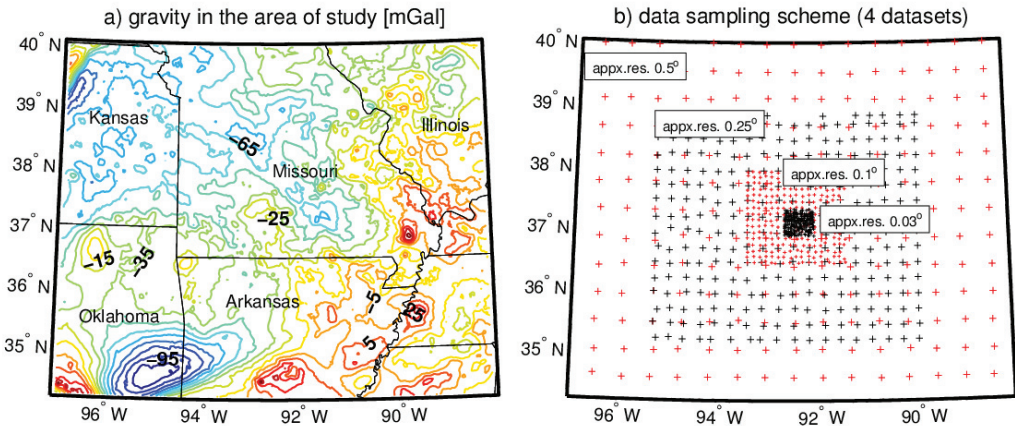 a) gravity in the area of study [mGal]
40° N
39° N
38° N
37° N
36° N
35° N
96° W
94° W
92° W
90° W
Kansas
Illinois
−65
Missouri
−25
−15
−35
Oklahoma
Arkansas
−5
5
−95
b) data sampling scheme (4 datasets)
40° N
39° N
38° N
37° N
36° N
35° N
96° W
94° W
92° W
90° W
appx.res. 0.5°
appx.res. 0.25°
appx.res. 0.1°
appx.res. 0.03°